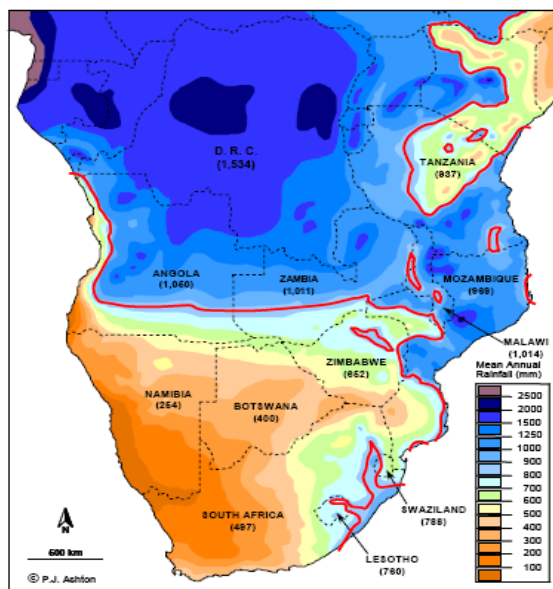 D. R. C.
(1,534)
TANZANIA
(937)
ANGOLA
(1,050)
ZAMBIA
(1,011)
MOZAMBIQUE
(969)
MALAWI
(1,014)
ZIMBABWE
(652)
NAMIBIA
(254)
BOTSWANA
(400)
SOUTH AFRICA
(497)
SWAZILAND
(788)
LESOTHO
(760)
Mean Annual
Rainfall (mm)
2500
2000
1500
1250
1000
900
800
700
600
500
400
300
200
100
N
500 km
© P.J. Ashton